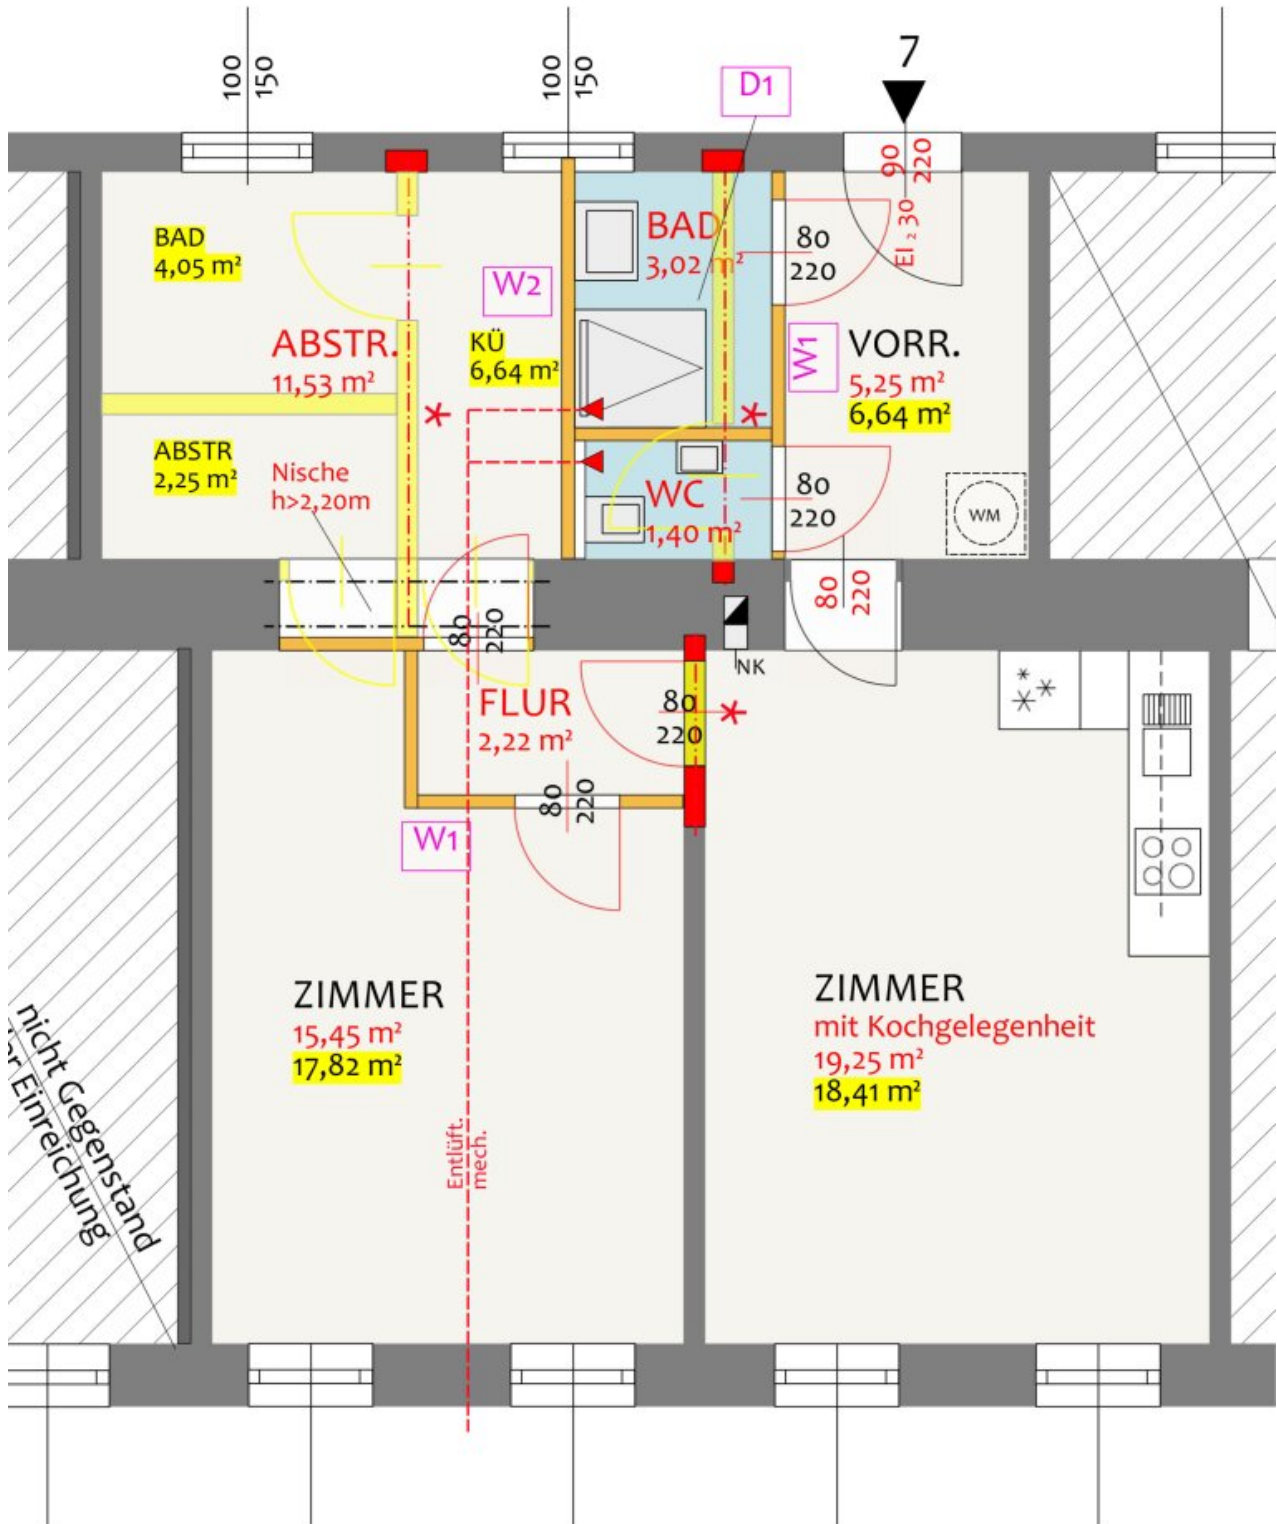 100
150
100
150
D1
7
90
220
EI₂ 30
BAD
4,05 m²
BAD
3,02 m²
80
220
W2
ABSTR.
11,53 m²
KÜ
6,64 m²
W1
VORR.
5,25 m²
6,64 m²
ABSTR
2,25 m²
Nische
h>2,20m
WC
1,40 m²
80
220
WM
80
220
80
220
NK
FLUR
2,22 m²
80
220
80
220
W1
ZIMMER
15,45 m²
17,82 m²
ZIMMER
mit Kochgelegenheit
19,25 m²
18,41 m²
Entlüft.
mech.
nicht Gegenstand
Einreichung